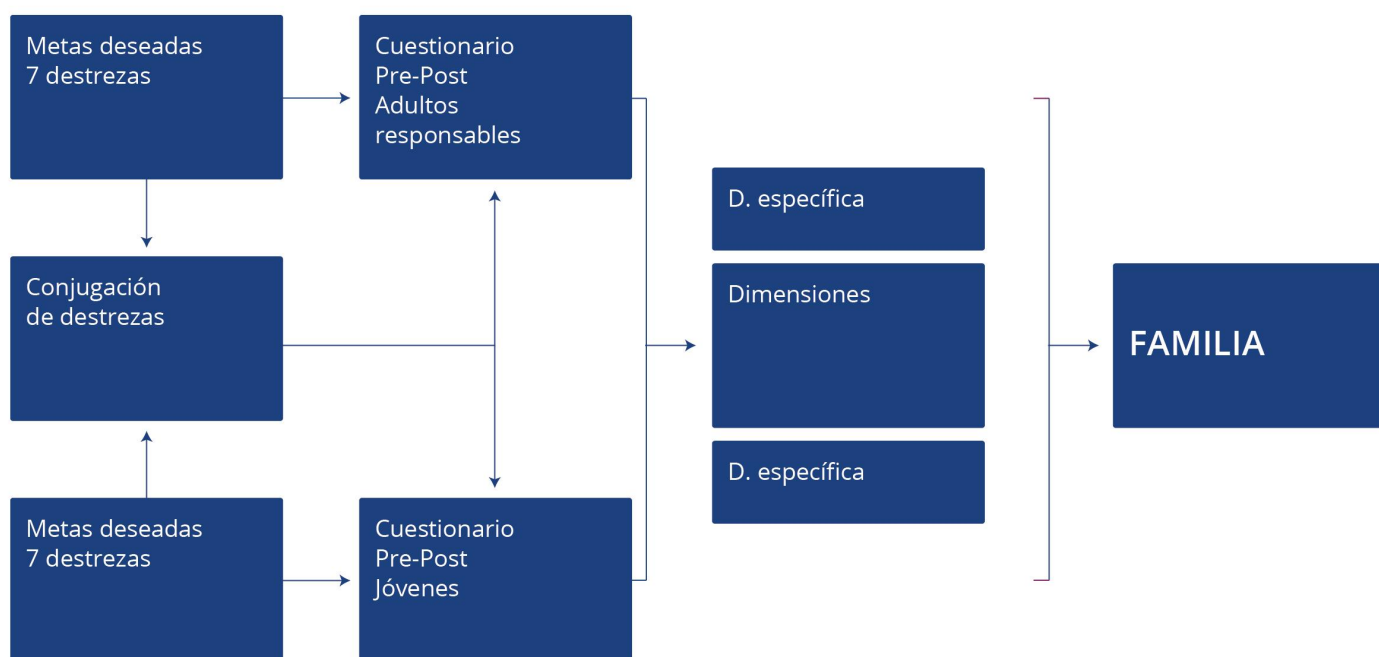 Metas deseadas
7 destrezas
Cuestionario
Pre-Post
Adultos
responsables
D. específica
Conjugación
de destrezas
Dimensiones
FAMILIA
D. específica
Metas deseadas
7 destrezas
Cuestionario
Pre-Post
Jóvenes